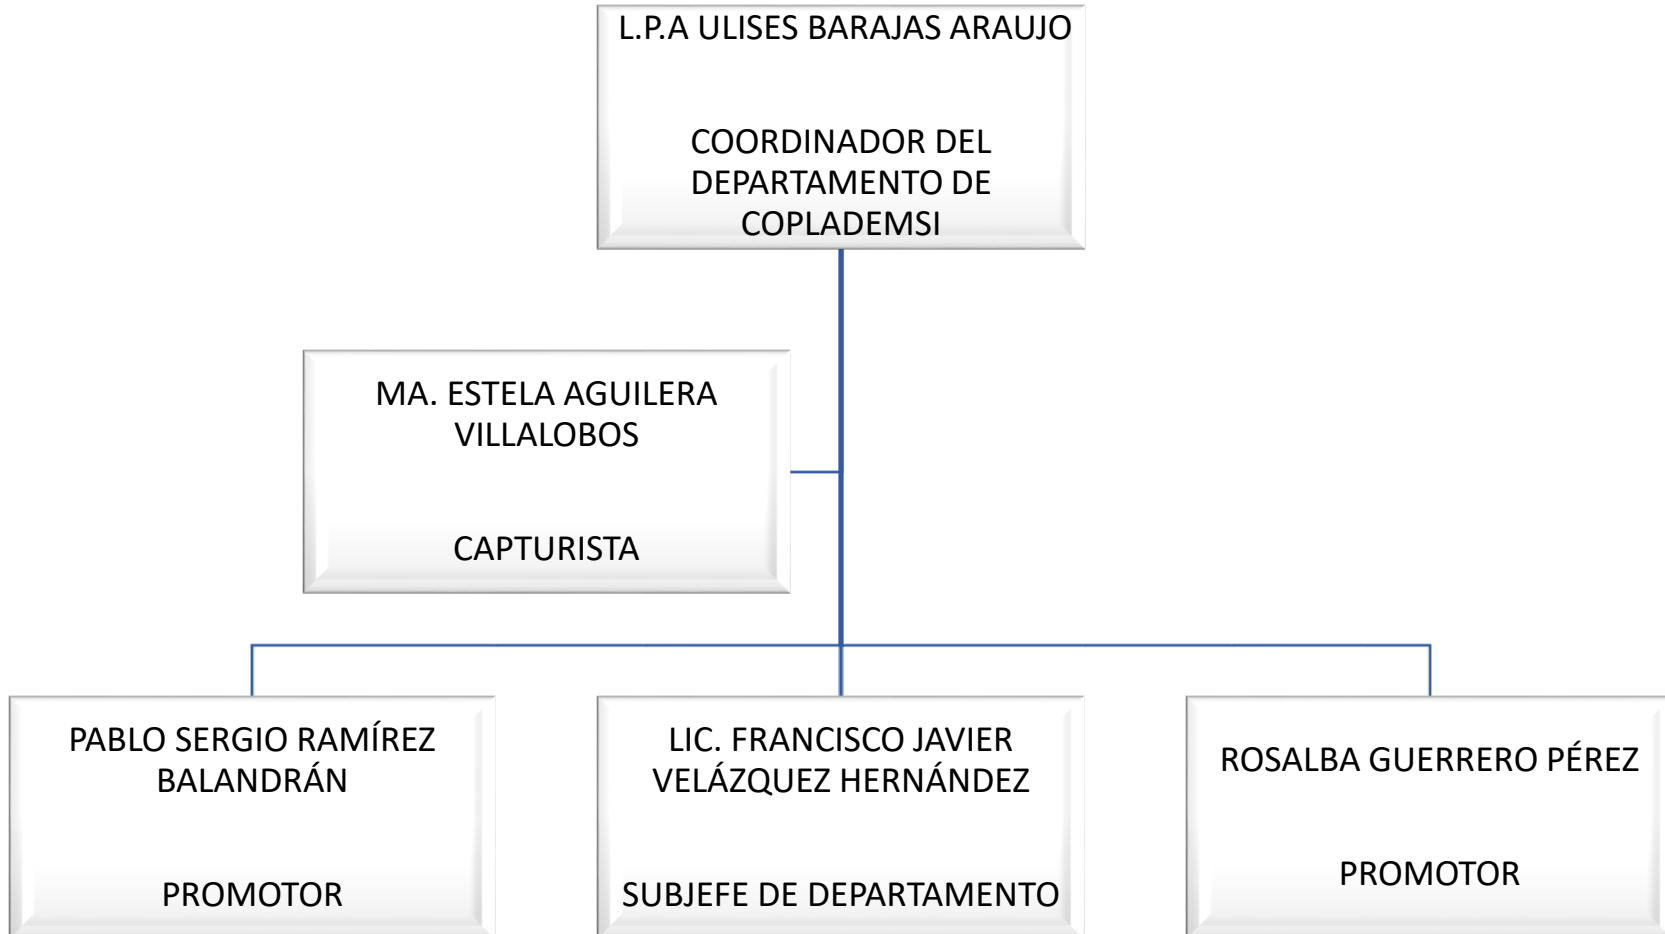 L.P.A ULISES BARAJAS ARAUJO
COORDINADOR DEL
DEPARTAMENTO DE
COPLADEMSI
MA. ESTELA AGUILERA
VILLALOBOS
CAPTURISTA
PABLO SERGIO RAMÍREZ
BALANDRÁN
PROMOTOR
LIC. FRANCISCO JAVIER
VELÁZQUEZ HERNÁNDEZ
SUBJEFE DE DEPARTAMENTO
ROSALBA GUERRERO PÉREZ
PROMOTOR